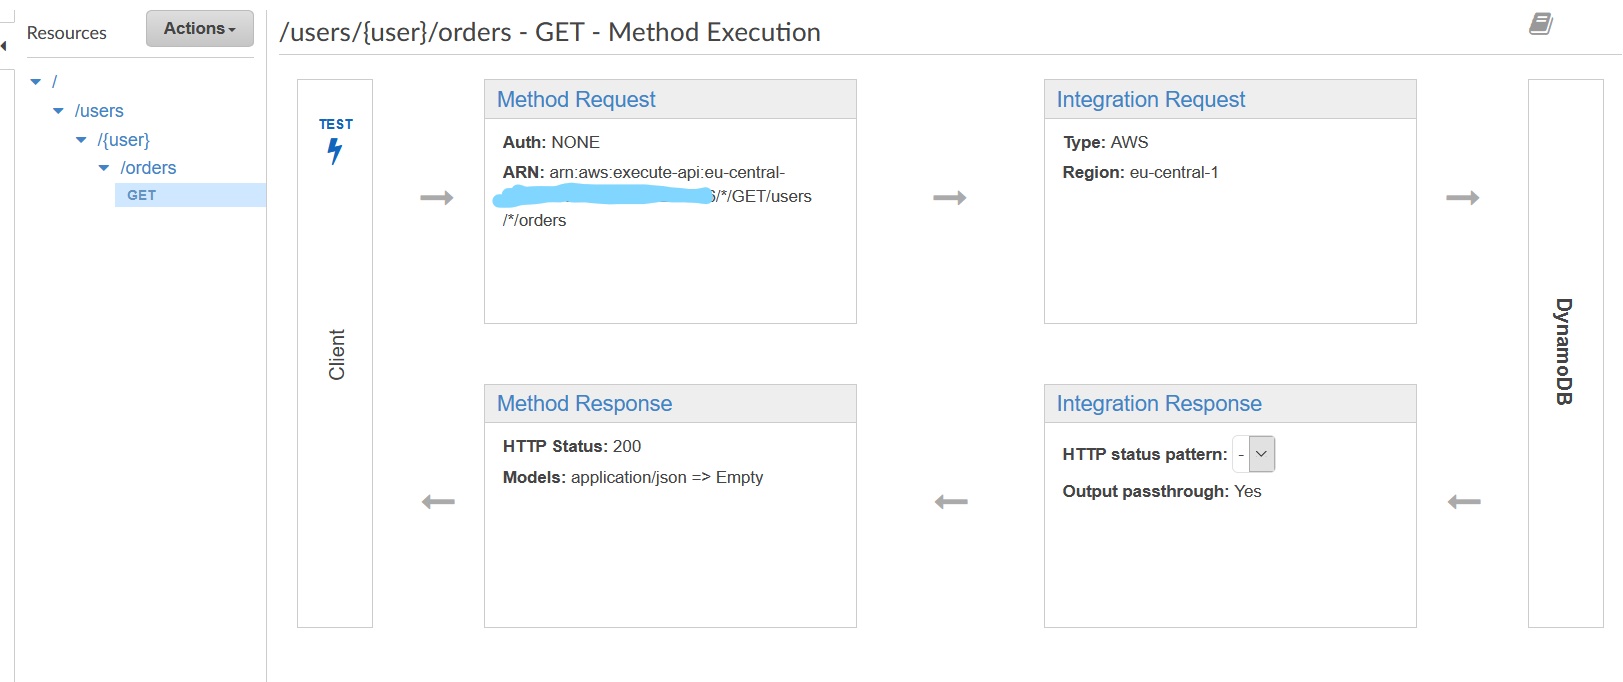 Resources
Actions
/
/users
/{user}
/orders
GET
/users/{user}/orders - GET - Method Execution
TEST
Client
Method Request
Auth: NONE
ARN: arn:aws:execute-api:eu-central-
/*/GET/users
/*/orders
Integration Request
Type: AWS
Region: eu-central-1
DynamoDB
Method Response
HTTP Status: 200
Models: application/json => Empty
Integration Response
HTTP status pattern: -
Output passthrough: Yes